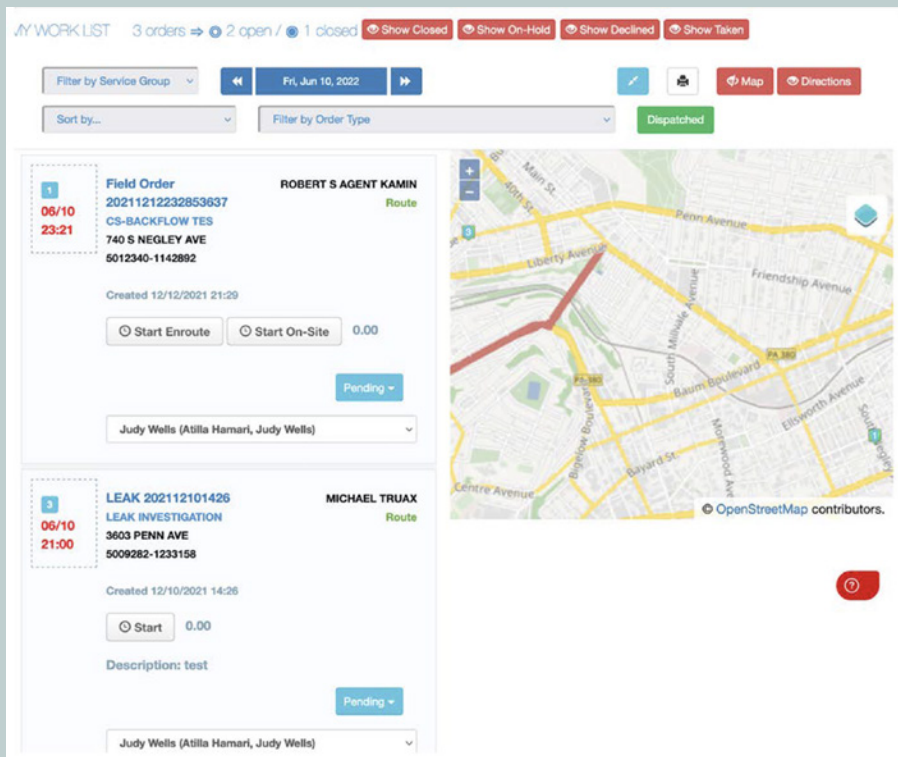 MY WORK LIST 3 orders ⇒ 2 open / 1 closed Show Closed Show On-Hold Show Declined Show Taken
Filter by Service Group Fri, Jun 10, 2022 Map Directions
Sort by... Filter by Order Type Dispatched
1
06/10
23:21
Field Order ROBERT S AGENT KAMIN
20211212232853637 Route
CS-BACKFLOW TES
740 S NEGLEY AVE
5012340-1142892
Created 12/12/2021 21:29
Start Enroute Start On-Site 0.00
Pending
Judy Wells (Atilla Hamari, Judy Wells)
3
06/10
21:00
LEAK 202112101426 MICHAEL TRUAX
LEAK INVESTIGATION Route
3603 PENN AVE
5009282-1233158
Created 12/10/2021 14:26
Start 0.00
Description: test
Pending
Judy Wells (Atilla Hamari, Judy Wells)
+
−
Main St.
40th St.
Penn Avenue
3
Liberty Avenue
Friendship Avenue
South Millvale Avenue
PA 380
PA 380
Baum Boulevard
Ellsworth Avenue
Bigelow Boulevard
Morewood Ave
South Negley
1
Bayard St.
Centre Avenue
© OpenStreetMap contributors.